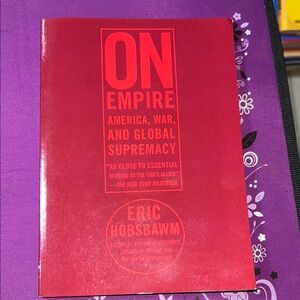 ON
EMPIRE
AMERICA, WAR,
AND GLOBAL
SUPREMACY
"AS CLOSE TO ESSENTIAL
READING AS THE TIMES ALLOW."
—THE NEW YORK OBSERVER
ERIC
HOBSBAWM